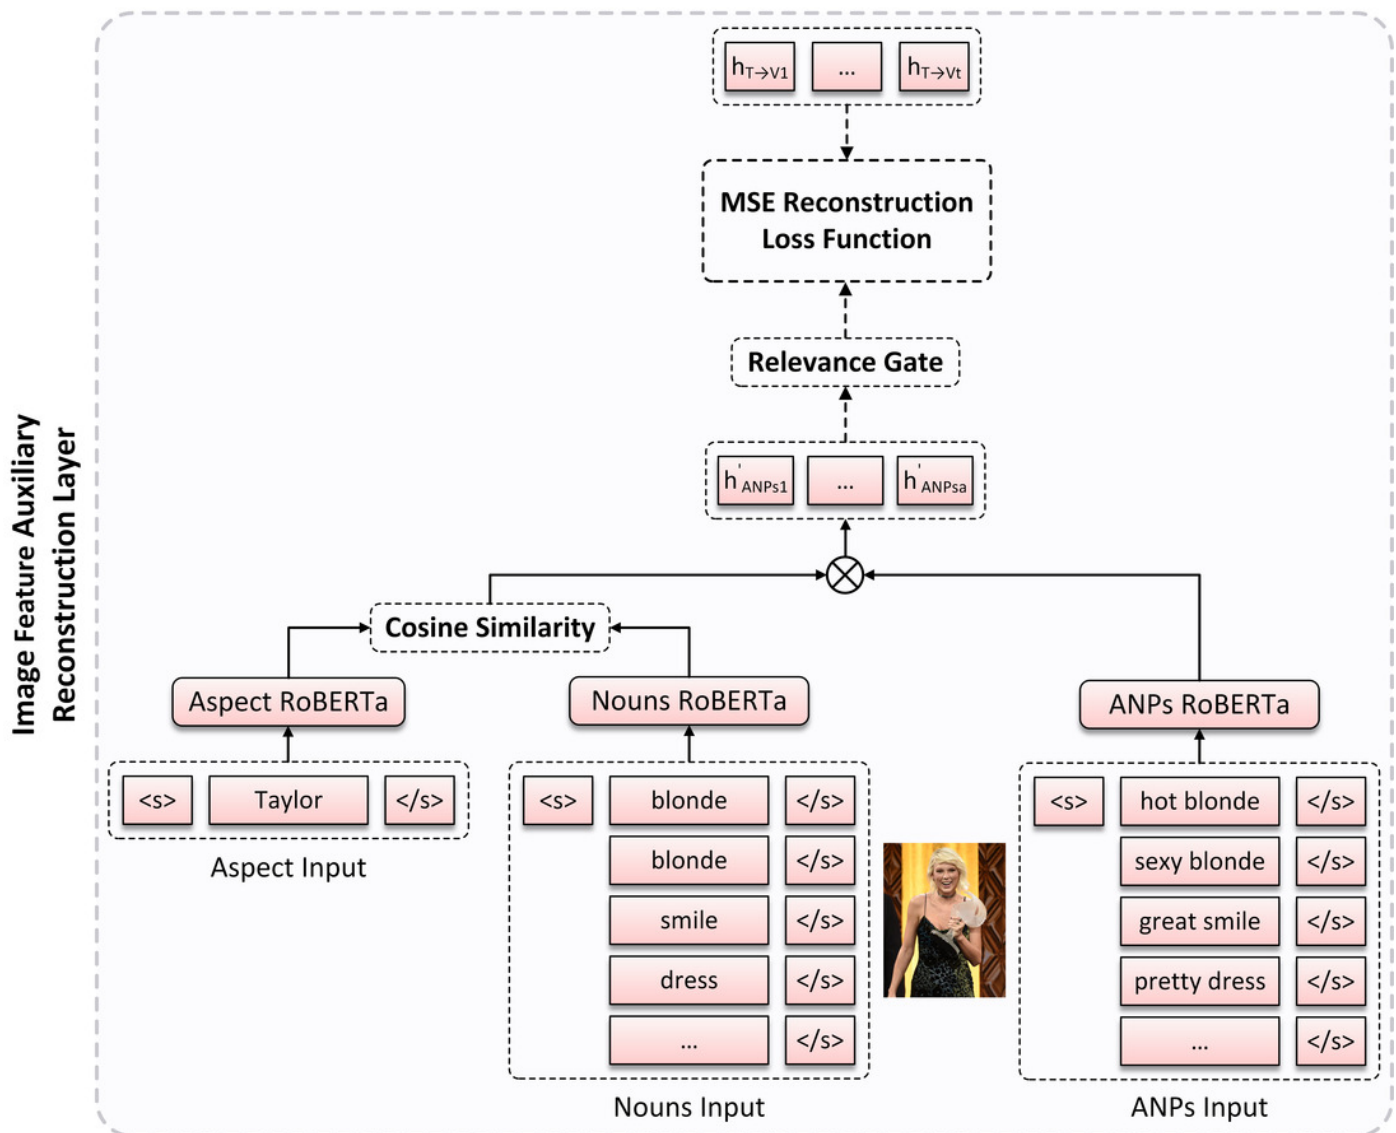 h_{T→V1} ... h_{T→Vt}
MSE Reconstruction
Loss Function
Relevance Gate
h'_{ANPs1} ... h'_{ANPsa}
Cosine Similarity
Aspect RoBERTa
Nouns RoBERTa
ANPs RoBERTa
<s> Taylor </s>
Aspect Input
<s> blonde </s>
blonde </s>
smile </s>
dress </s>
... </s>
Nouns Input
<s> hot blonde </s>
sexy blonde </s>
great smile </s>
pretty dress </s>
... </s>
ANPs Input
Image Feature Auxiliary
Reconstruction Layer